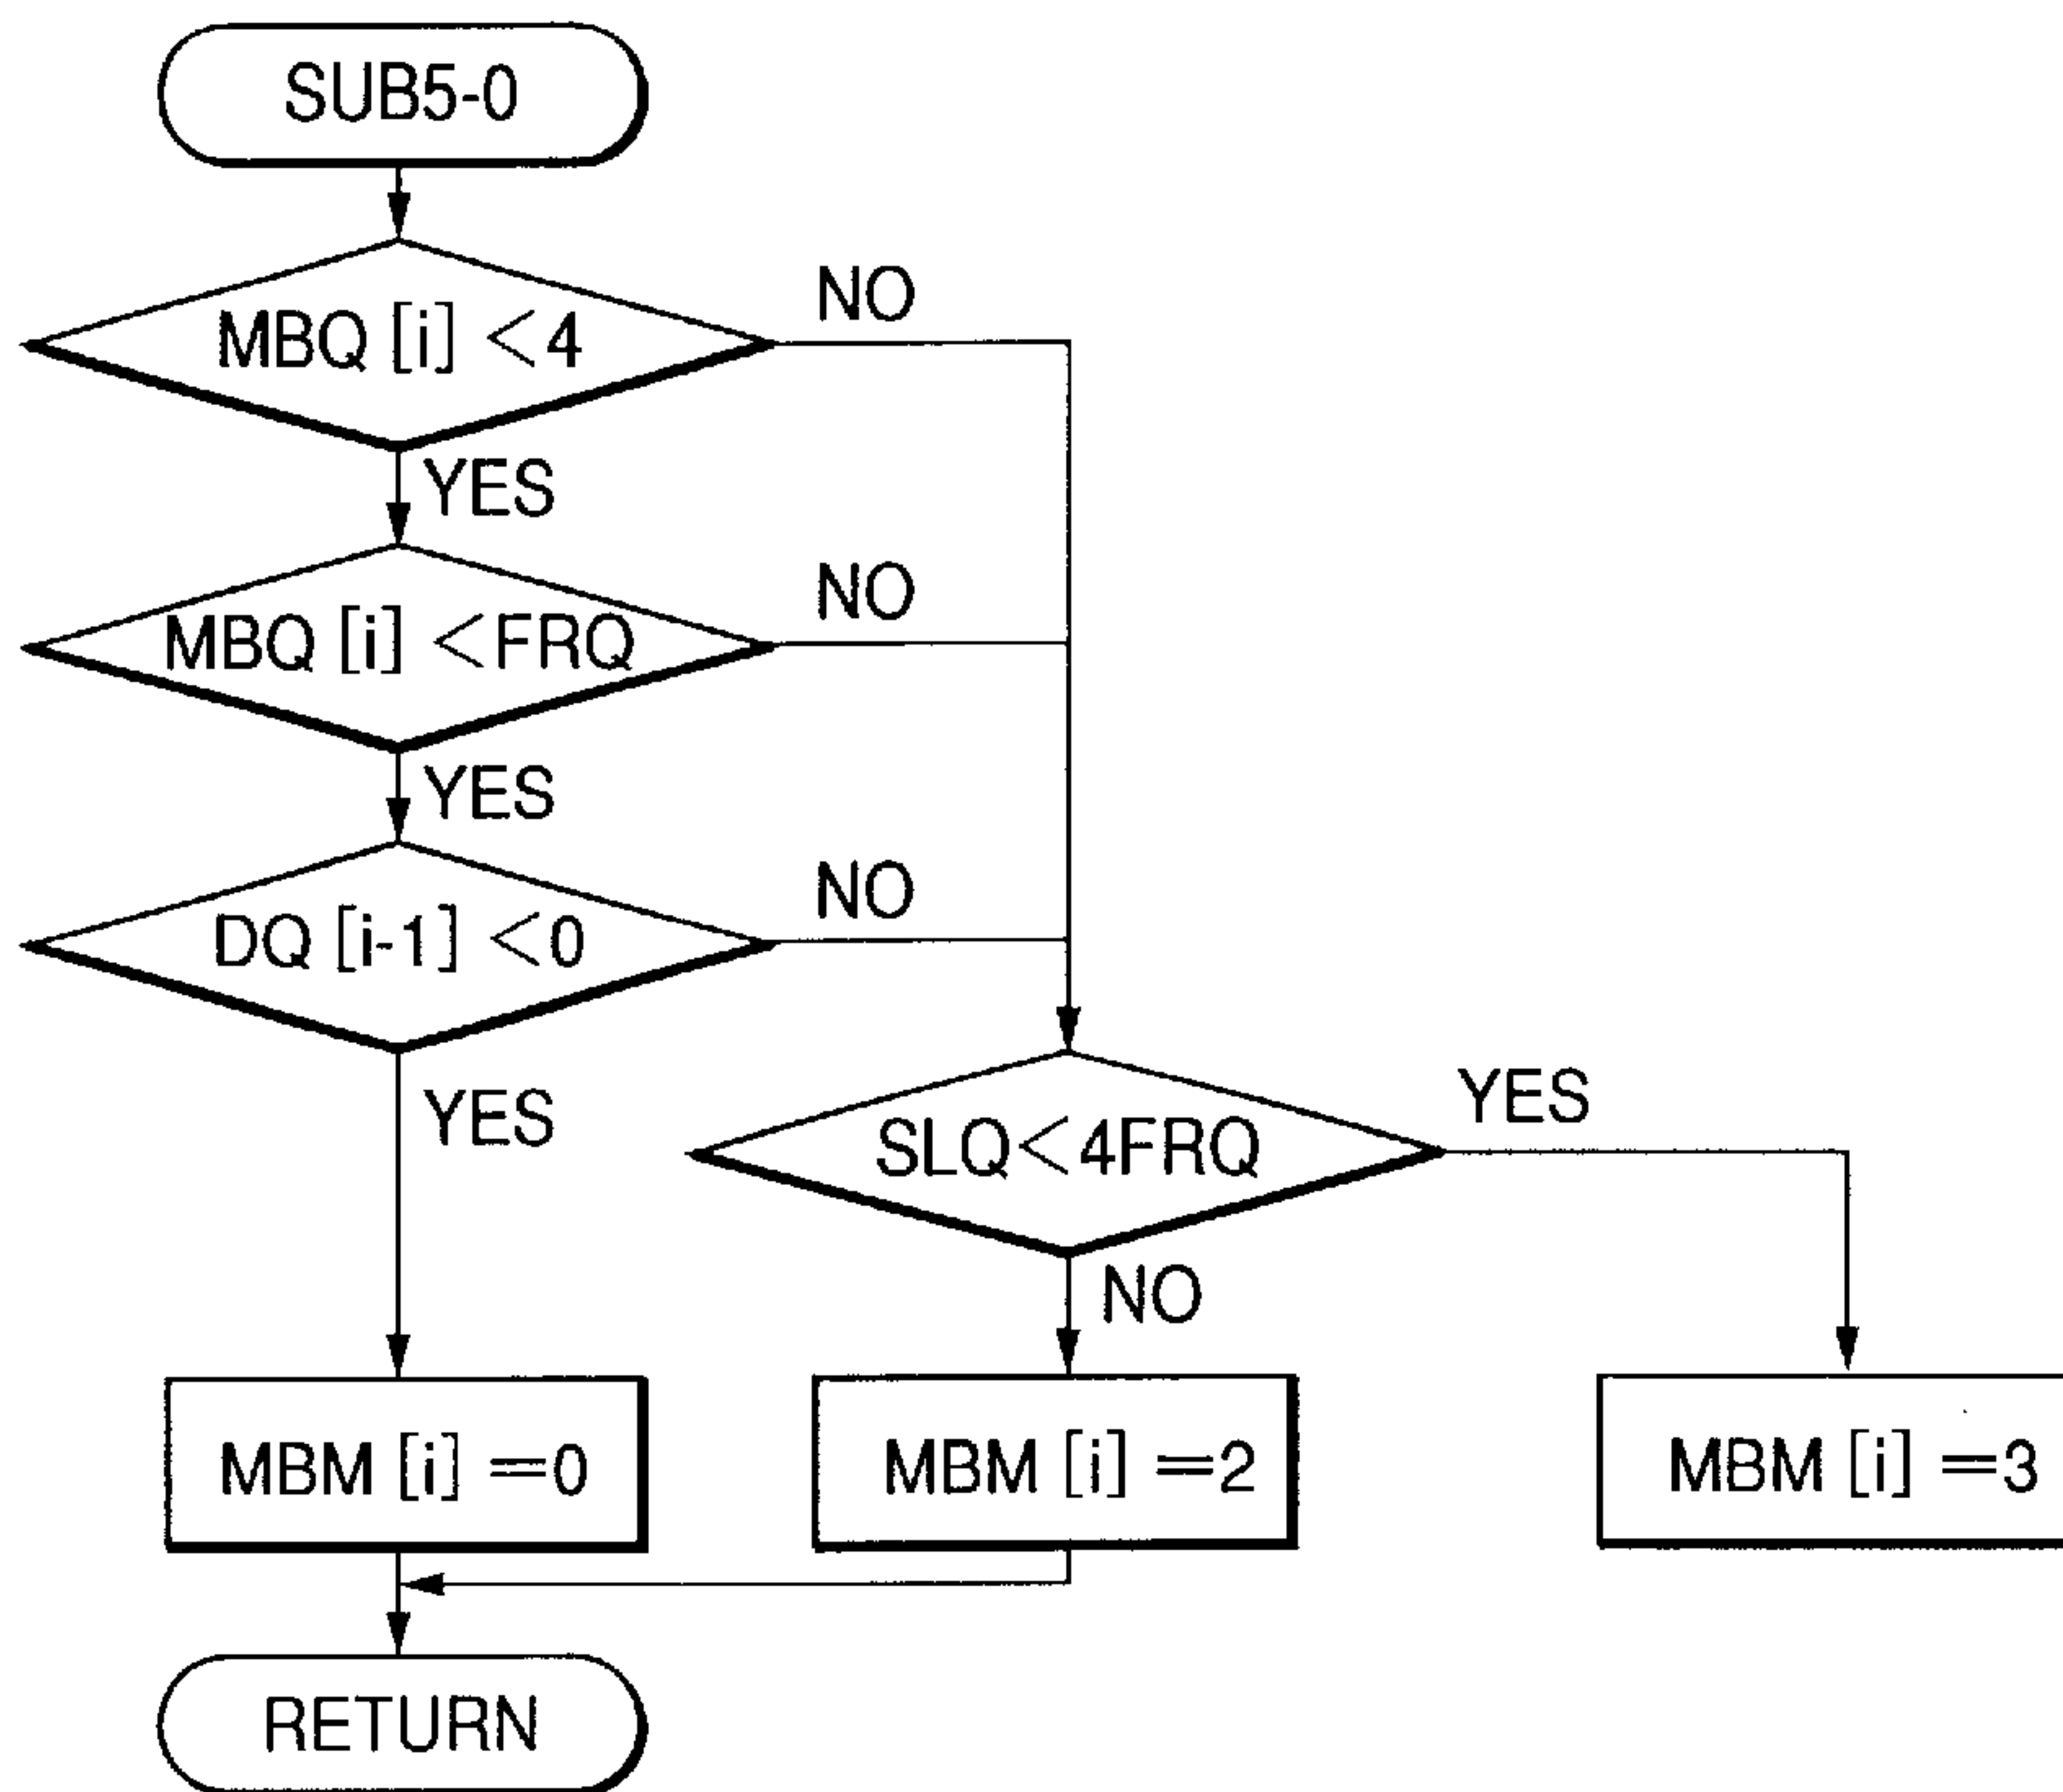 SUB5-0
MBQ [i] <4
NO
YES
MBQ [i] <FRQ
NO
YES
DQ [i-1] <0
NO
YES
SLQ<4FRQ
YES
NO
MBM [i] =0
MBM [i] =2
MBM [i] =3
RETURN